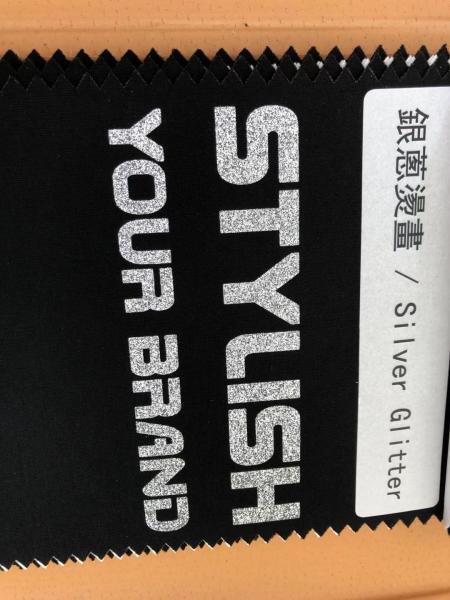 銀蔥燙畫 / Silver Glitter
STYLISH
YOUR BRAND